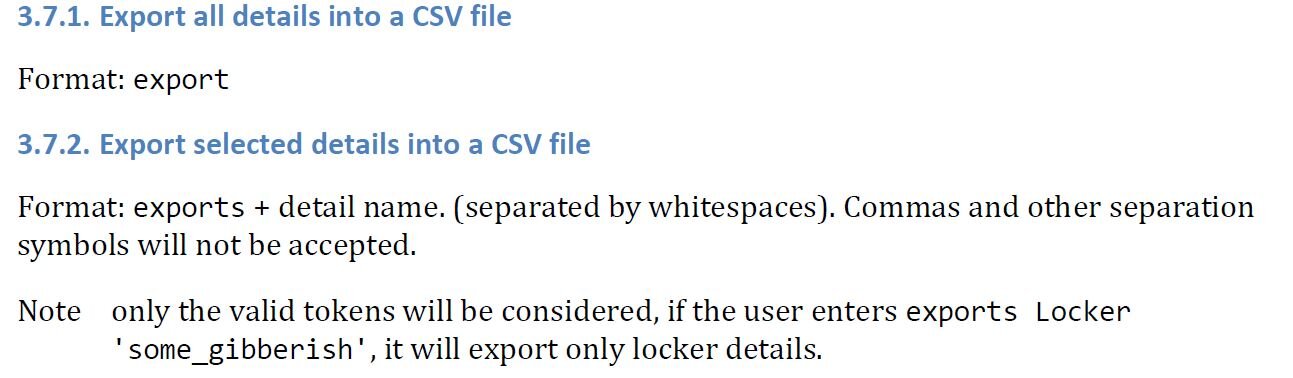 3.7.1. Export all details into a CSV file
Format: export
3.7.2. Export selected details into a CSV file
Format: exports + detail name. (separated by whitespaces). Commas and other separation
symbols will not be accepted.
Note only the valid tokens will be considered, if the user enters exports Locker
'some_gibberish', it will export only locker details.